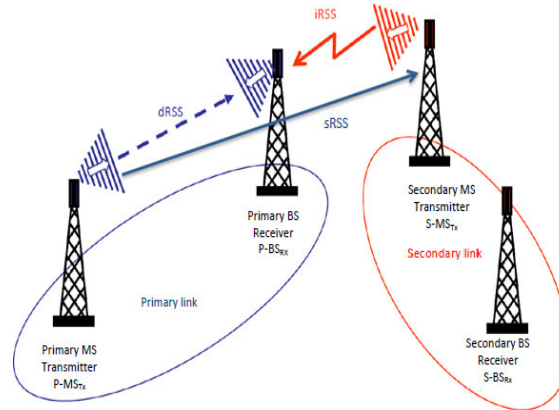 iRSS
dRSS
sRSS
Primary BS
Receiver
P-BSRx
Secondary MS
Transmitter
S-MSTx
Secondary link
Primary link
Primary MS
Transmitter
P-MSTx
Secondary BS
Receiver
S-BSRx